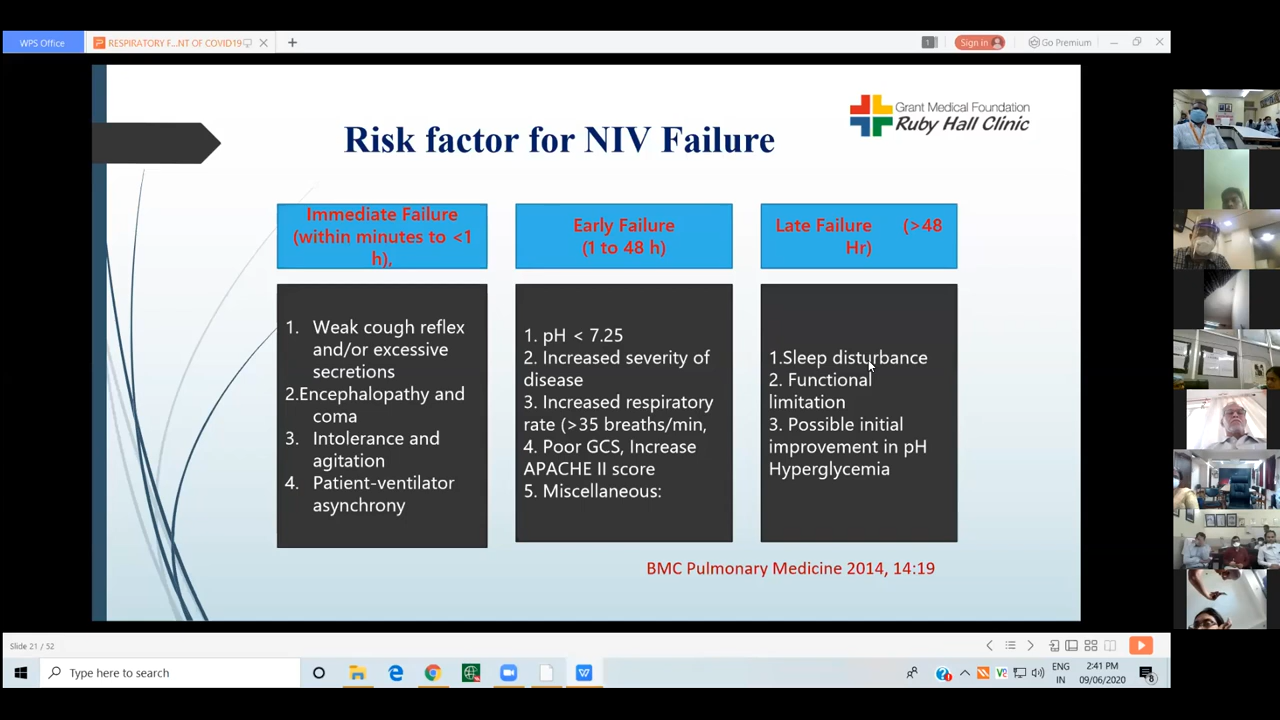 WPS Office
RESPIRATORY F...NT OF COVID19
Sign in
Go Premium
Grant Medical Foundation
Ruby Hall Clinic
Risk factor for NIV Failure
Immediate Failure
(within minutes to <1
h),
1. Weak cough reflex
and/or excessive
secretions
2.Encephalopathy and
coma
3. Intolerance and
agitation
4. Patient-ventilator
asynchrony
Early Failure
(1 to 48 h)
1. pH < 7.25
2. Increased severity of
disease
3. Increased respiratory
rate (>35 breaths/min,
4. Poor GCS, Increase
APACHE II score
5. Miscellaneous:
Late Failure (>48
Hr)
1.Sleep disturbance
2. Functional
limitation
3. Possible initial
improvement in pH
Hyperglycemia
BMC Pulmonary Medicine 2014, 14:19
Slide 21 / 52
Type here to search
ENG
IN
2:41 PM
09/06/2020
8